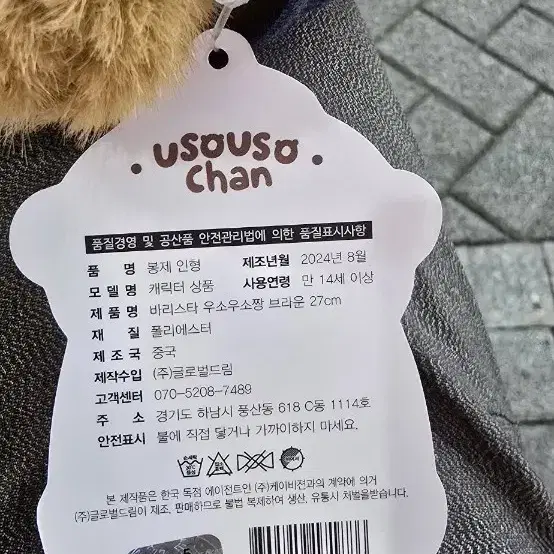 usouso
chan
품질경영 및 공산품 안전관리법에 의한 품질표시사항
품 명 봉제 인형 제조년월 2024년 8월
모 델 명 캐릭터 상품 사용연령 만 14세 이상
제 품 명 바리스타 우소우소짱 브라운 27cm
재 질 폴리에스터
제 조 국 중국
제작수입 (주)글로벌드림
고객센터 070-5208-7489
주 소 경기도 하남시 풍산동 618 C동 1114호
안전표시 불에 직접 닿거나 가까이하지 마세요.
본 제작품은 한국 독점 에이전트인 (주)케이비전과의 계약에 의거
(주)글로벌드림이 제조, 판매하므로 불법 복제하여 생산, 유통시 처벌을받습니다.